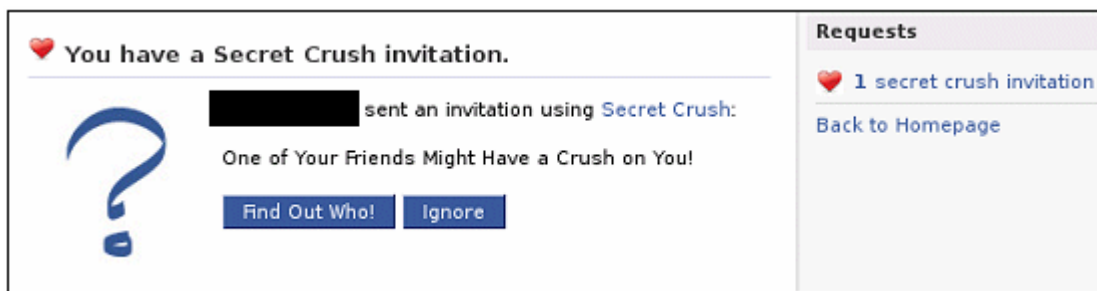 You have a Secret Crush invitation.
sent an invitation using Secret Crush:
One of Your Friends Might Have a Crush on You!
Find Out Who!
Ignore
Requests
1 secret crush invitation
Back to Homepage